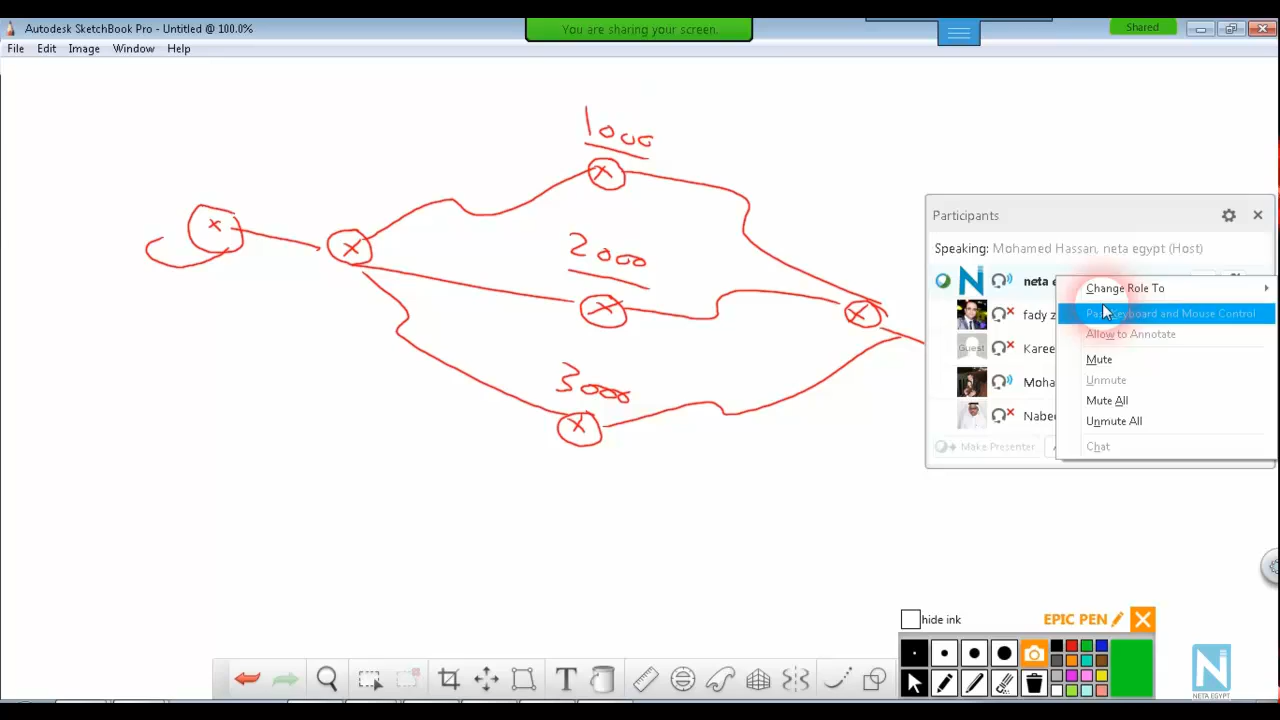 Autodesk SketchBook Pro - Untitled @ 100.0%
You are sharing your screen.
Shared
File Edit Image Window Help
1000
2000
3000
Participants
Speaking: Mohamed Hassan, neta egypt (Host)
neta
fady z
Guest
Karee
Moha
Nabee
Make Presenter
Change Role To
Pass Keyboard and Mouse Control
Allow to Annotate
Mute
Unmute
Mute All
Unmute All
Chat
hide ink
EPIC PEN
NETA EGYPT